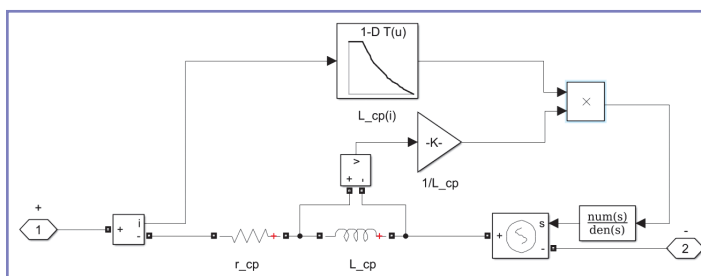 1-D T(u)
L_cp(i)
-K-
1/L_cp
v
+ -
+
1
+
i
-
r_cp
L_cp
+
s
-
num(s)
den(s)
-
2
×